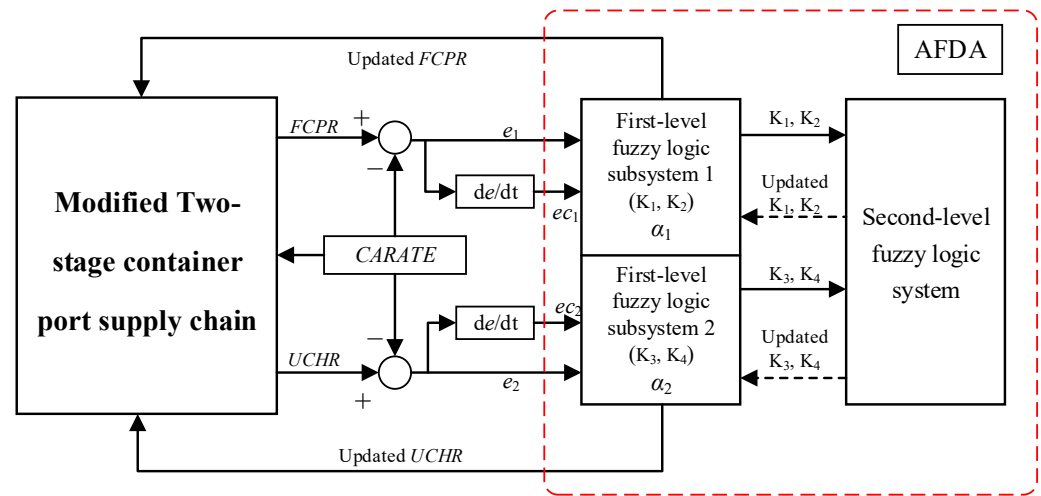 AFDA
Updated FCPR
Modified Two-
stage container
port supply chain
FCPR
+
−
e₁
de/dt
ec₁
CARATE
First-level
fuzzy logic
subsystem 1
(K₁, K₂)
α₁
K₁, K₂
Updated
K₁, K₂
Second-level
fuzzy logic
system
First-level
fuzzy logic
subsystem 2
(K₃, K₄)
α₂
K₃, K₄
Updated
K₃, K₄
ec₂
de/dt
−
UCHR
+
e₂
Updated UCHR